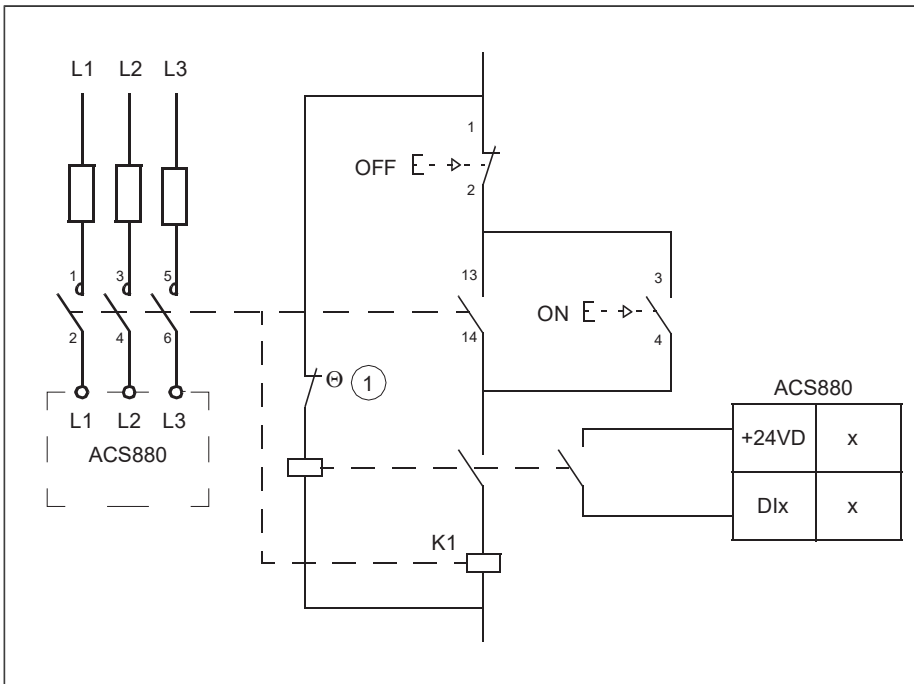 L1 L2 L3
1
OFF
2
1 3 5
13
3
ON
2 4 6
14
4
Θ 1
L1 L2 L3
ACS880
ACS880
+24VD x
DIx x
K1